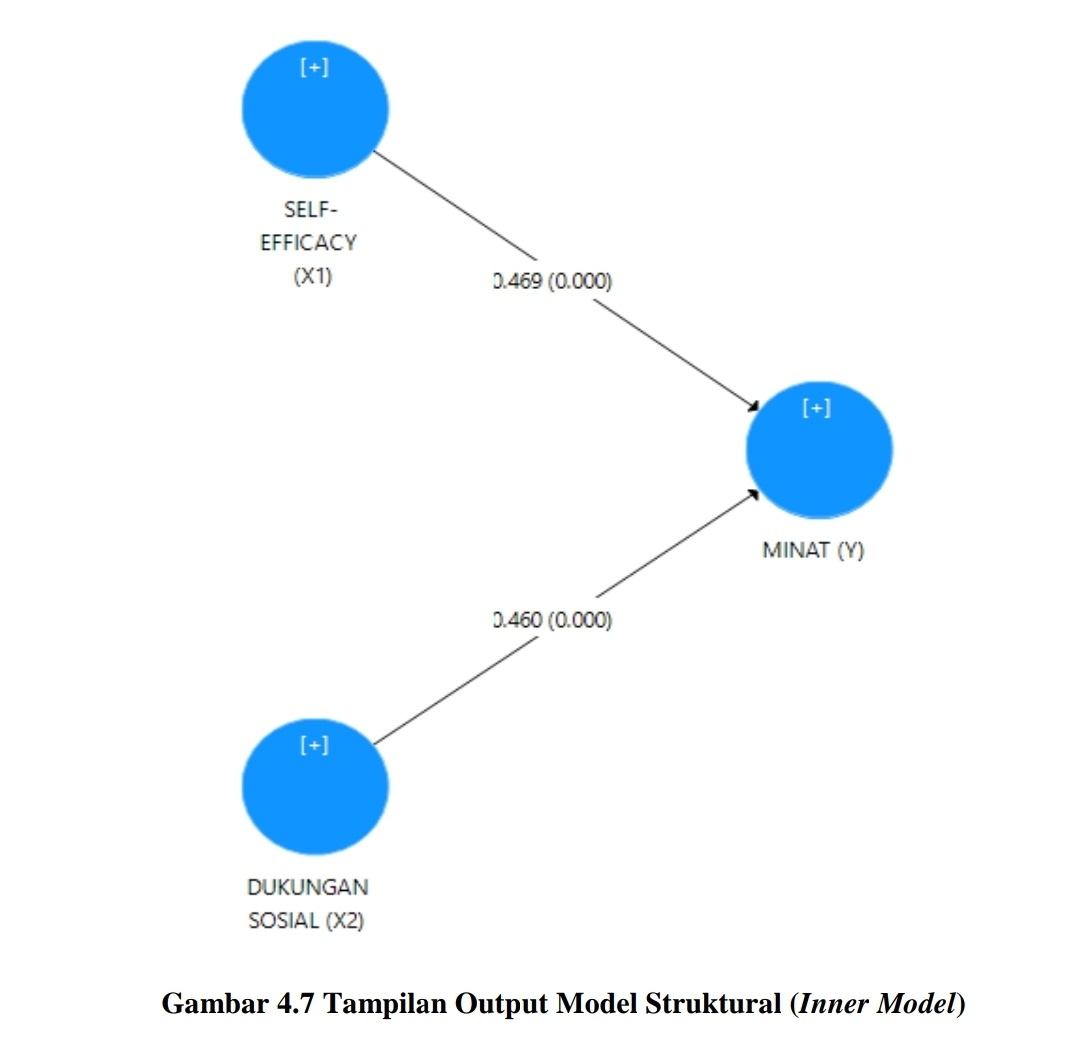 [+]
SELF-
EFFICACY
(X1)
0.469 (0.000)
[+]
MINAT (Y)
0.460 (0.000)
[+]
DUKUNGAN
SOSIAL (X2)
Gambar 4.7 Tampilan Output Model Struktural (Inner Model)